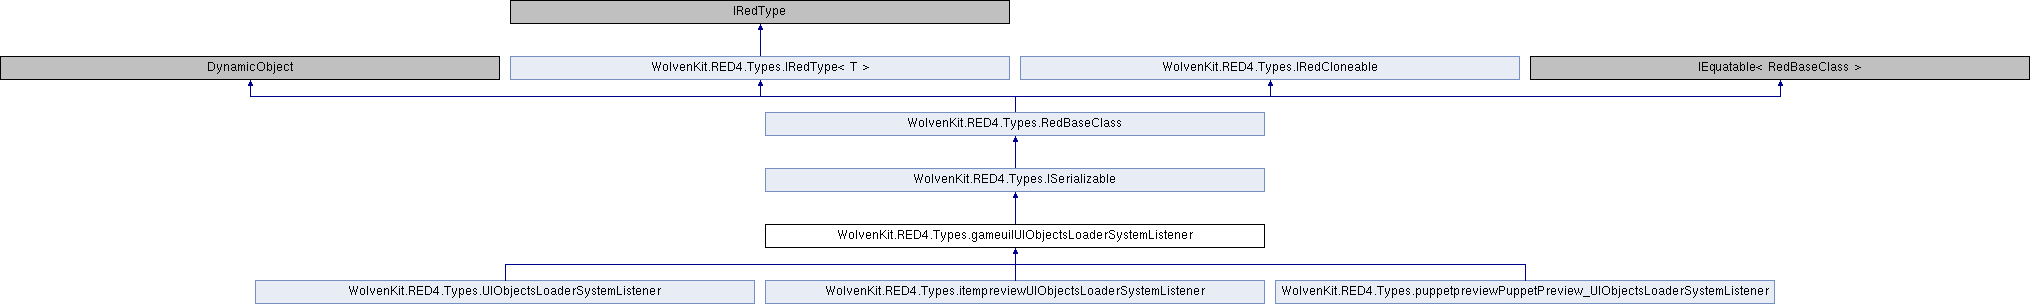 IRedType
DynamicObject
WolvenKit.RED4.Types.IRedType< T >
WolvenKit.RED4.Types.IRedCloneable
IEquatable< RedBaseClass >
WolvenKit.RED4.Types.RedBaseClass
WolvenKit.RED4.Types.ISerializable
WolvenKit.RED4.Types.gameuiIUIObjectsLoaderSystemListener
WolvenKit.RED4.Types.UIObjectsLoaderSystemListener
WolvenKit.RED4.Types.itempreviewUIObjectsLoaderSystemListener
WolvenKit.RED4.Types.puppetpreviewPuppetPreview_UIObjectsLoaderSystemListener